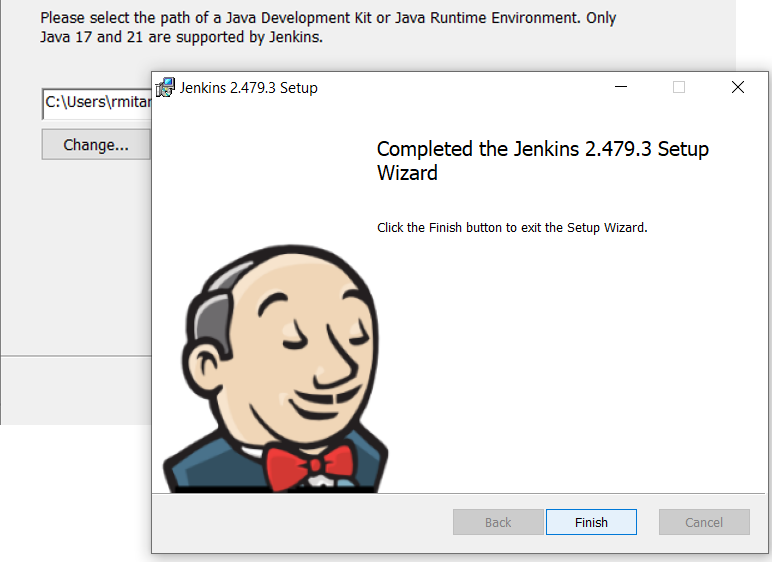 Please select the path of a Java Development Kit or Java Runtime Environment. Only
Java 17 and 21 are supported by Jenkins.
C:\Users\rmitar
Change...
Jenkins 2.479.3 Setup
Completed the Jenkins 2.479.3 Setup
Wizard
Click the Finish button to exit the Setup Wizard.
Back
Finish
Cancel